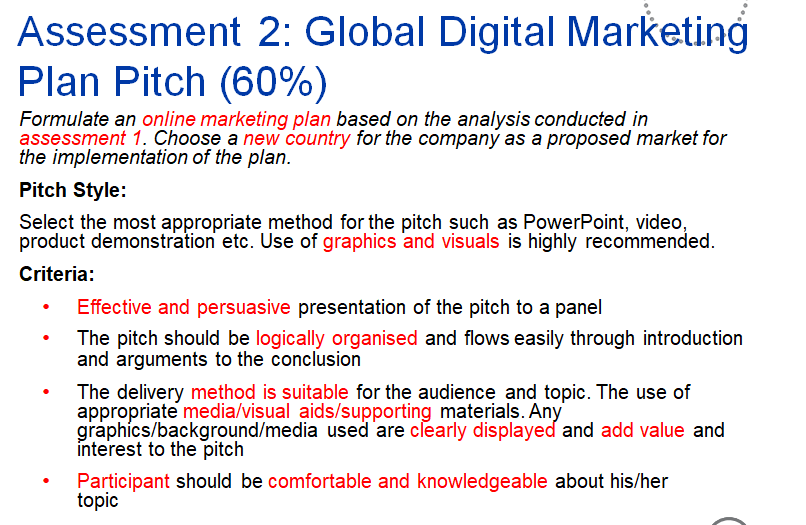 Assessment 2: Global Digital Marketing
Plan Pitch (60%)
Formulate an online marketing plan based on the analysis conducted in
assessment 1. Choose a new country for the company as a proposed market for
the implementation of the plan.
Pitch Style:
Select the most appropriate method for the pitch such as PowerPoint, video,
product demonstration etc. Use of graphics and visuals is highly recommended.
Criteria:
• Effective and persuasive presentation of the pitch to a panel
• The pitch should be logically organised and flows easily through introduction
and arguments to the conclusion
• The delivery method is suitable for the audience and topic. The use of
appropriate media/visual aids/supporting materials. Any
graphics/background/media used are clearly displayed and add value and
interest to the pitch
• Participant should be comfortable and knowledgeable about his/her
topic